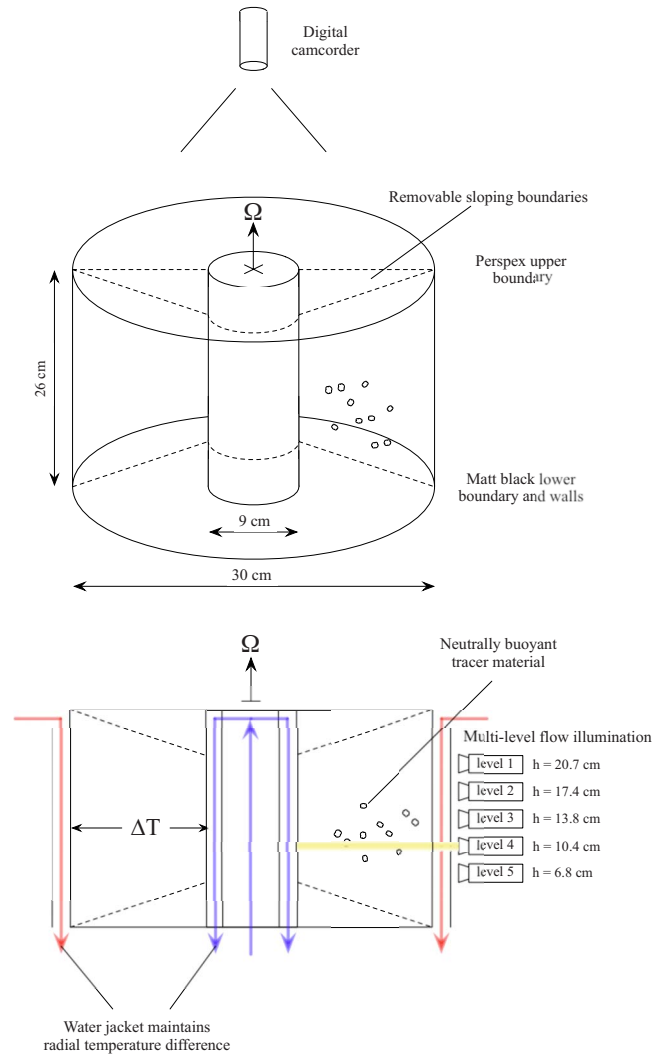 Digital
camcorder
Removable sloping boundaries
Ω
Perspex upper
boundary
26 cm
Matt black lower
boundary and walls
9 cm
30 cm
Ω
Neutrally buoyant
tracer material
Multi-level flow illumination
level 1 h = 20.7 cm
level 2 h = 17.4 cm
level 3 h = 13.8 cm
ΔT
level 4 h = 10.4 cm
level 5 h = 6.8 cm
Water jacket maintains
radial temperature difference